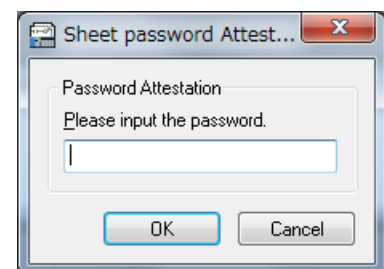 Sheet password Attest...
Password Attestation
Please input the password.
OK Cancel